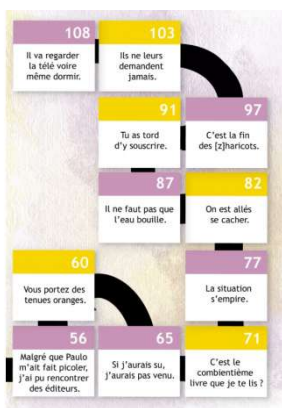 108
Il va regarder
la télé voire
même dormir.
103
Ils ne leurs
demandent
jamais.
91
Tu as tord
d'y souscrire.
97
C'est la fin
des [z]haricots.
87
Il ne faut pas que
l'eau bouille.
82
On est allés
se cacher.
60
Vous portez des
tenues oranges.
77
La situation
s'empire.
56
Malgré que Paulo
m'ait fait picoler,
j'ai pu rencontrer
des éditeurs.
65
Si j'aurais su,
j'aurais pas venu.
71
C'est le
combientième
livre que je te lis ?